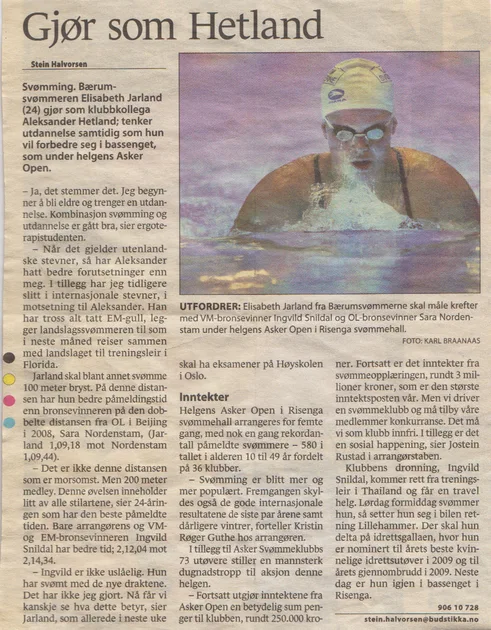 Gjør som Hetland
Stein Halvorsen
Svømming. Bærum-
svømmeren Elisabeth Jarland
(24) gjør som klubbkollega
Aleksander Hetland; tenker
utdannelse samtidig som hun
vil forbedre seg i bassenget,
som under helgens Asker
Open.
– Ja, det stemmer det. Jeg begyn-
ner å bli eldre og trenger en utdan-
nelse. Kombinasjon svømming og
utdannelse er gått bra, sier ergote-
rapistudenten.
– Når det gjelder utenland-
ske stevner, så har Aleksander
hatt bedre forutsetninger enn
meg. I tillegg har jeg tidligere
slitt i internasjonale stevner, i
motsetning til Aleksander. Han
har tross alt tatt EM-gull, leg-
ger landslagssvømmeren til som
i neste måned reiser sammen
med landslaget til treningsleir i
Florida.
Jarland skal blant annet svømme
100 meter bryst. På denne distan-
sen har hun bedre påmeldingstid
enn bronsevinneren på den dob-
belte distansen fra OL i Beijing
i 2008, Sara Nordenstam, (Jar-
land 1,09,18 mot Nordenstam
1,09,44).
– Det er ikke denne distansen
som er morsomst. Men 200 meter
medley. Denne øvelsen inneholder
litt av alle stilartene, sier 24-årin-
gen som har den beste påmeldte
tiden. Bare arrangørens og VM-
og EM-bronsevinneren Ingvild
Snildal har bedre tid; 2,12,04 mot
2,14,34.
– Ingvild er ikke uslåelig. Hun
har svømt med de nye draktene.
Det har ikke jeg gjort. Nå får vi
kanskje se hva dette betyr, sier
Jarland, som allerede i neste uke
UTFORDRER: Elisabeth Jarland fra Bærumsvømmerne skal måle krefter
med VM-bronsevinner Ingvild Snildal og OL-bronsevinner Sara Norden-
stam under helgens Asker Open i Risenga svømmehall.
FOTO: KARL BRAANAAS
skal ha eksamener på Høyskolen
i Oslo.
Inntekter
Helgens Asker Open i Risenga
svømmehall arrangeres for femte
gang, med nok en gang rekordan-
tall påmeldte svømmere – 580 i
tallet i alderen 10 til 49 år fordelt
på 36 klubber.
– Svømming er blitt mer og
mer populært. Fremgangen skyl-
des også de gode internasjonale
resultatene de siste par årene samt
dårligere vintrer, forteller Kristin
Røger Guthe hos arrangøren.
I tillegg til Asker Svømmeklubbs
73 utøvere stiller en mannsterk
dugnadstropp til aksjon denne
helgen.
– Fortsatt utgjør inntektene fra
Asker Open en betydelig sum pen-
ger til klubben, rundt 250.000 kro-
ner. Fortsatt er det inntekter fra
svømmeopplæringen, rundt 3 mil-
lioner kroner, som er den største
inntektsposten vår. Men vi driver
en svømmeklubb og må tilby våre
medlemmer konkurranse. Det må
vi som klubb innfri. I tillegg er det
en sosial happening, sier Jostein
Rustad i arrangørstaben.
Klubbens dronning, Ingvild
Snildal, kommer rett fra trenings-
leir i Thailand og får en travel
helg. Lørdag formiddag svømmer
hun, så setter hun seg i bilen ret-
ning Lillehammer. Der skal hun
delta på idrettsgallaen, hvor hun
er nominert til årets beste kvin-
nelige idrettsutøver i 2009 og til
årets gjennombrudd i 2009. Neste
dag er hun igjen i bassenget i
Risenga.
906 10 728
stein.halvorsen@budstikka.no